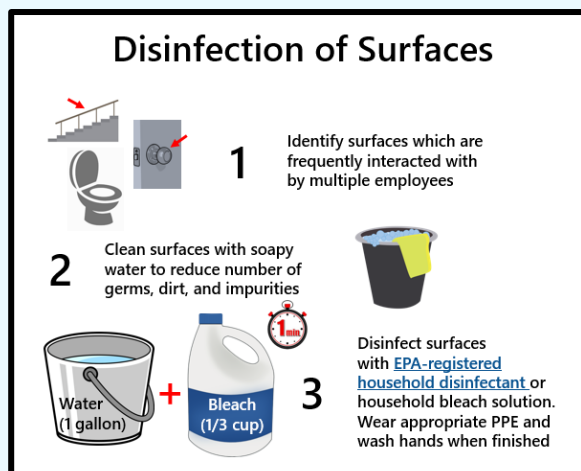 Disinfection of Surfaces
1
Identify surfaces which are
frequently interacted with
by multiple employees
2
Clean surfaces with soapy
water to reduce number of
germs, dirt, and impurities
Water
(1 gallon)
+
Bleach
(1/3 cup)
1 min.
3
Disinfect surfaces
with EPA-registered
household disinfectant or
household bleach solution.
Wear appropriate PPE and
wash hands when finished